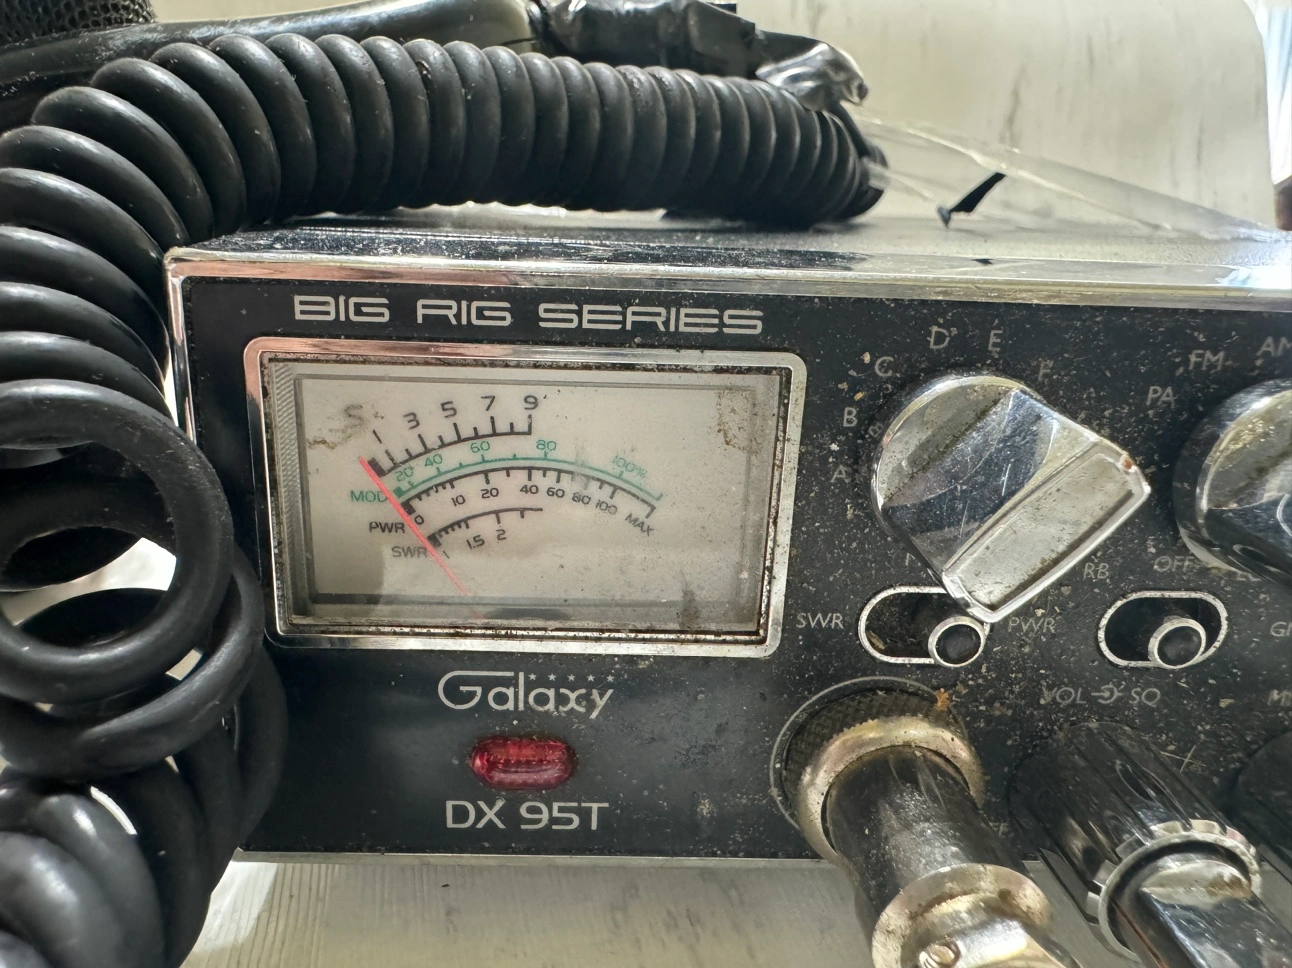 BIG RIG SERIES
S 1 3 5 7 9
MOD 20 40 60 80 100%
PWR 0 10 20 40 60 80 100 MAX
SWR 1 1.5 2
Galaxy
DX 95T
A B C D E F
RB
SWR PWR
PA FM AM
OFF
VOL SQ